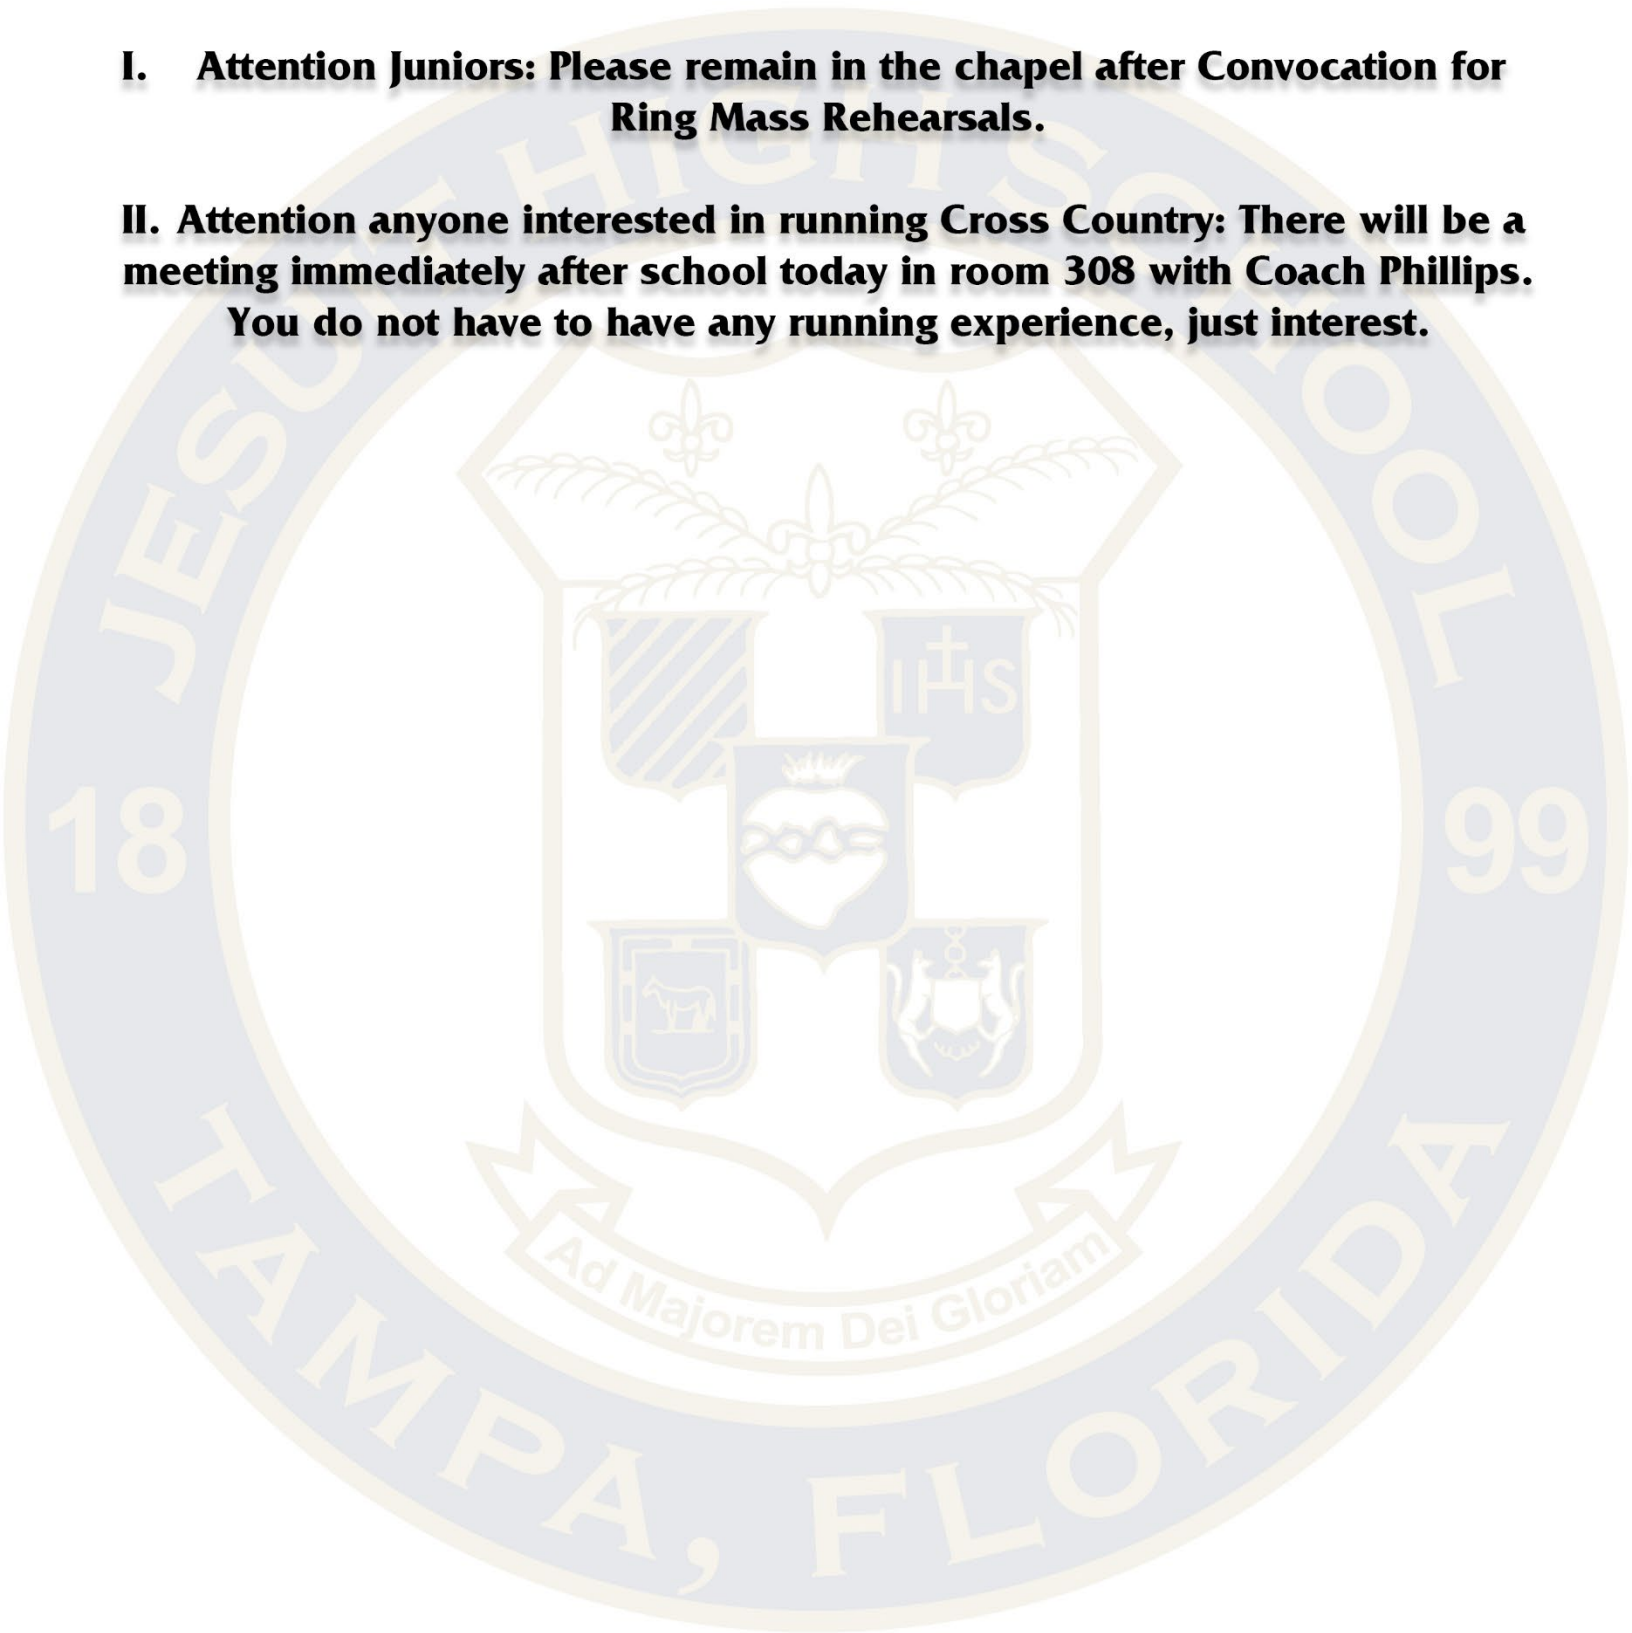 I. Attention Juniors: Please remain in the chapel after Convocation for
Ring Mass Rehearsals.
II. Attention anyone interested in running Cross Country: There will be a
meeting immediately after school today in room 308 with Coach Phillips.
You do not have to have any running experience, just interest.
JESUIT HIGH SCHOOL
IHS
18 99
Ad Majorem Dei Gloriam
TAMPA, FLORIDA